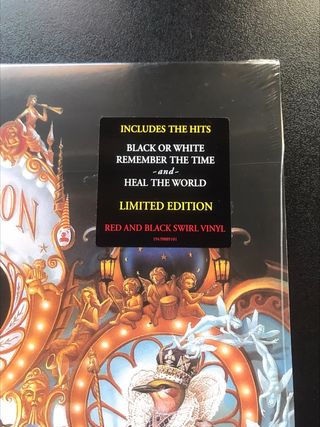 INCLUDES THE HITS
BLACK OR WHITE
REMEMBER THE TIME
-and-
HEAL THE WORLD
LIMITED EDITION
RED AND BLACK SWIRL VINYL
ON